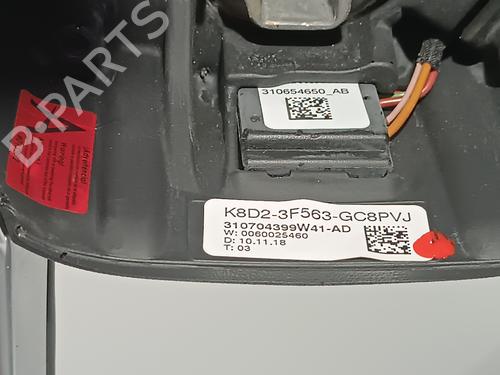 310654650_AB
K8D2-3F563-GC8PVJ
310704399W41-AD
W: 0060025460
D: 10.11.18
T: 03
B-PARTS